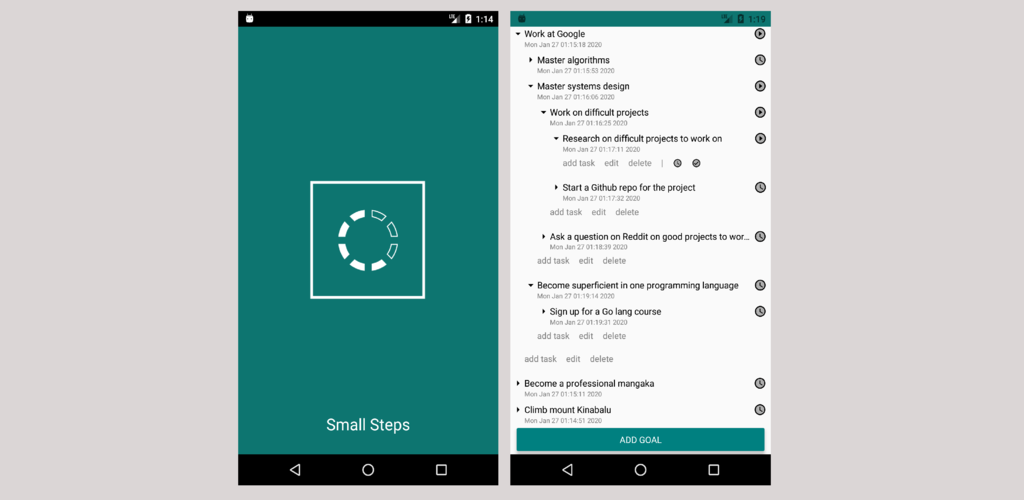 1:14
Small Steps
1:19
Work at Google
Mon Jan 27 01:15:18 2020
Master algorithms
Mon Jan 27 01:15:53 2020
Master systems design
Mon Jan 27 01:16:06 2020
Work on difficult projects
Mon Jan 27 01:16:25 2020
Research on difficult projects to work on
Mon Jan 27 01:17:11 2020
add task edit delete |
Start a Github repo for the project
Mon Jan 27 01:17:32 2020
add task edit delete
Ask a question on Reddit on good projects to wor...
Mon Jan 27 01:18:39 2020
add task edit delete
Become superficient in one programming language
Mon Jan 27 01:19:14 2020
Sign up for a Go lang course
Mon Jan 27 01:19:31 2020
add task edit delete
add task edit delete
Become a professional mangaka
Mon Jan 27 01:15:11 2020
Climb mount Kinabalu
Mon Jan 27 01:14:51 2020
ADD GOAL